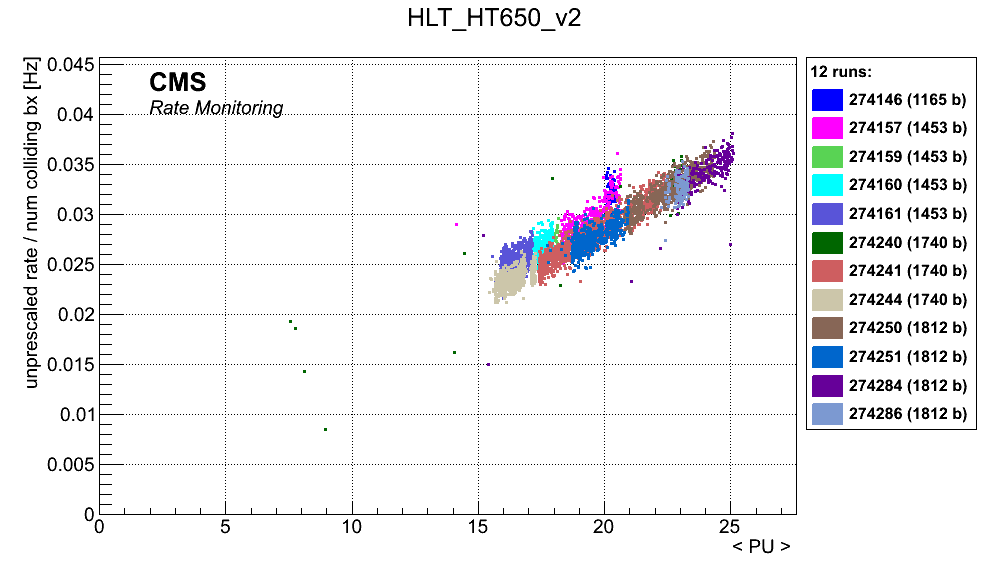 HLT_HT650_v2
unprescaled rate / num colliding bx [Hz]
0.045
0.04
0.035
0.03
0.025
0.02
0.015
0.01
0.005
0
CMS
Rate Monitoring
0 5 10 15 20 25
< PU >
12 runs:
274146 (1165 b)
274157 (1453 b)
274159 (1453 b)
274160 (1453 b)
274161 (1453 b)
274240 (1740 b)
274241 (1740 b)
274244 (1740 b)
274250 (1812 b)
274251 (1812 b)
274284 (1812 b)
274286 (1812 b)